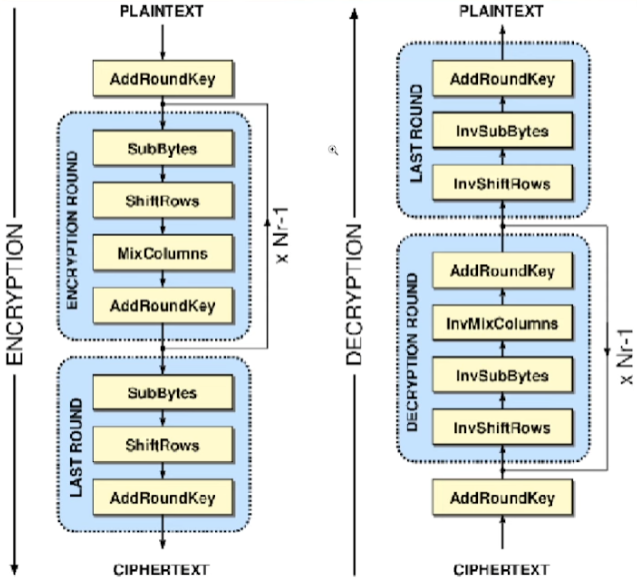 PLAINTEXT
AddRoundKey
ENCRYPTION ROUND
SubBytes
ShiftRows
MixColumns
AddRoundKey
x Nr-1
LAST ROUND
SubBytes
ShiftRows
AddRoundKey
CIPHERTEXT
ENCRYPTION
PLAINTEXT
LAST ROUND
AddRoundKey
InvSubBytes
InvShiftRows
DECRYPTION ROUND
AddRoundKey
InvMixColumns
InvSubBytes
InvShiftRows
x Nr-1
AddRoundKey
CIPHERTEXT
DECRYPTION